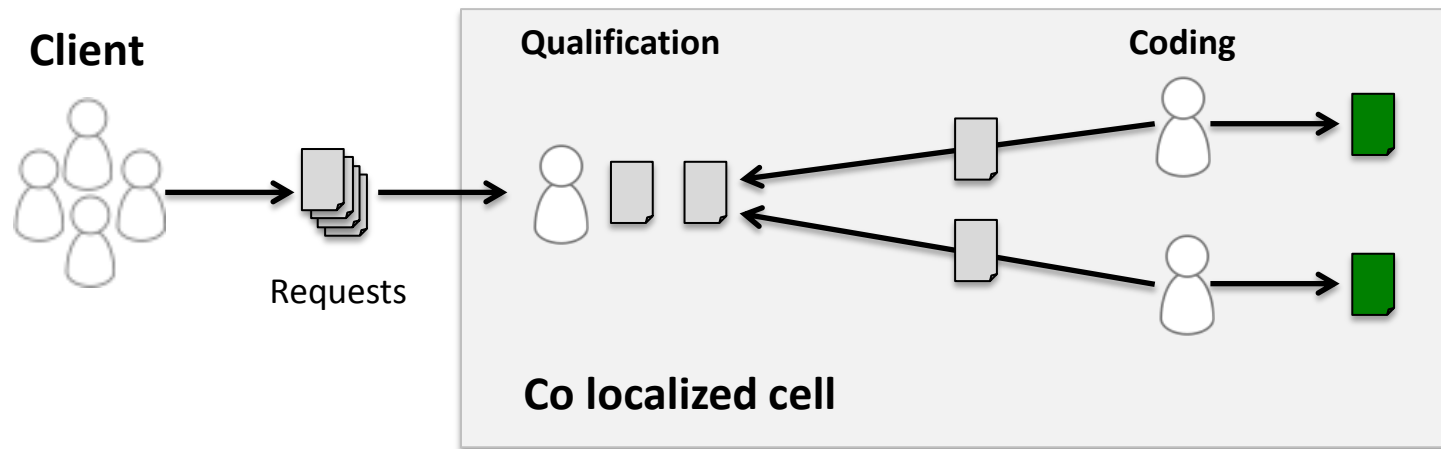 Client
Qualification
Coding
Requests
Co localized cell